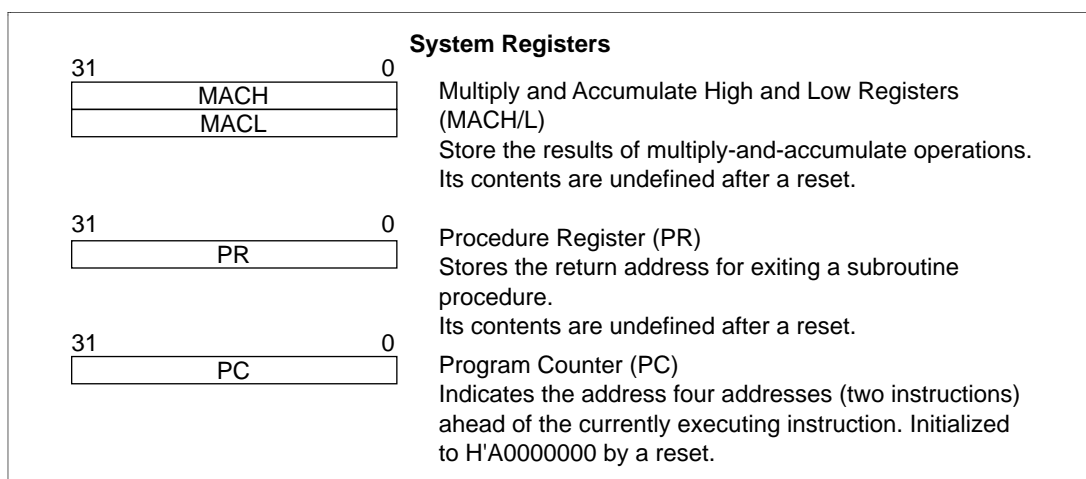 System Registers
31 0
MACH
MACL
Multiply and Accumulate High and Low Registers
(MACH/L)
Store the results of multiply-and-accumulate operations.
Its contents are undefined after a reset.
31 0
PR
Procedure Register (PR)
Stores the return address for exiting a subroutine
procedure.
Its contents are undefined after a reset.
31 0
PC
Program Counter (PC)
Indicates the address four addresses (two instructions)
ahead of the currently executing instruction. Initialized
to H'A0000000 by a reset.